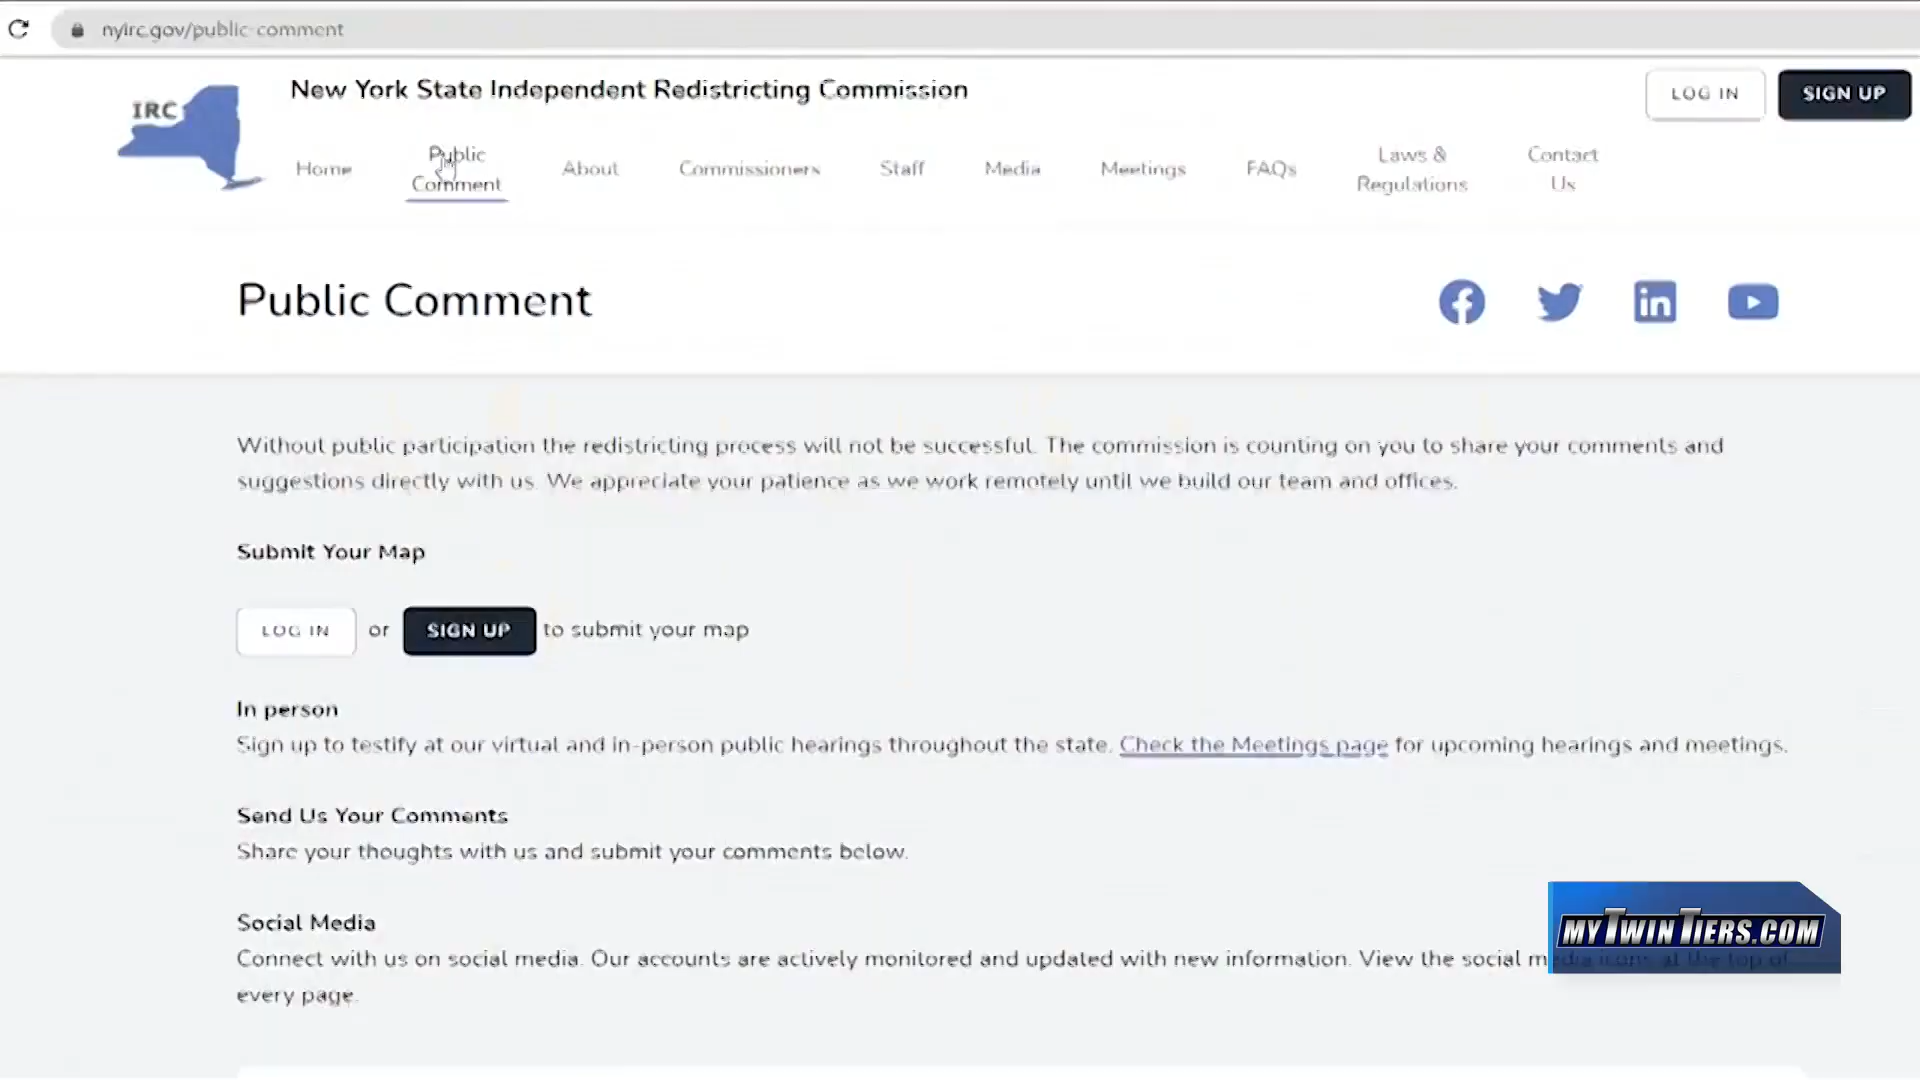 nyirc.gov/public-comment
New York State Independent Redistricting Commission
LOG IN
SIGN UP
IRC
Home
Public
Comment
About
Commissioners
Staff
Media
Meetings
FAQs
Laws &
Regulations
Contact
Us
Public Comment
Without public participation the redistricting process will not be successful. The commission is counting on you to share your comments and
suggestions directly with us. We appreciate your patience as we work remotely until we build our team and offices.
Submit Your Map
LOG IN or SIGN UP to submit your map
In person
Sign up to testify at our virtual and in-person public hearings throughout the state. Check the Meetings page for upcoming hearings and meetings.
Send Us Your Comments
Share your thoughts with us and submit your comments below.
Social Media
Connect with us on social media. Our accounts are actively monitored and updated with new information. View the social media icons at the top of
every page.
MYTWINTIERS.COM